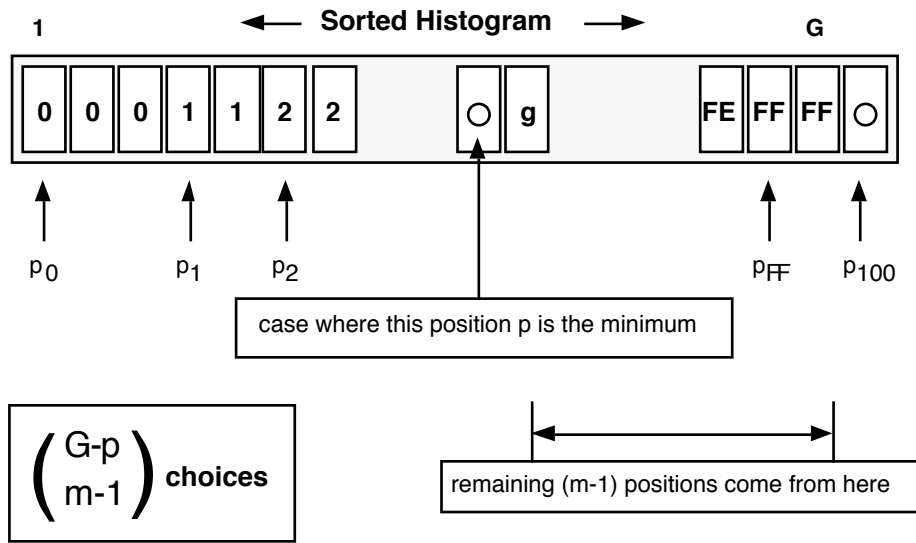 Sorted Histogram
1 G
0 0 0 1 1 2 2 g FE FF FF
p0 p1 p2 pFF p100
case where this position p is the minimum
(G-p
m-1) choices
remaining (m-1) positions come from here